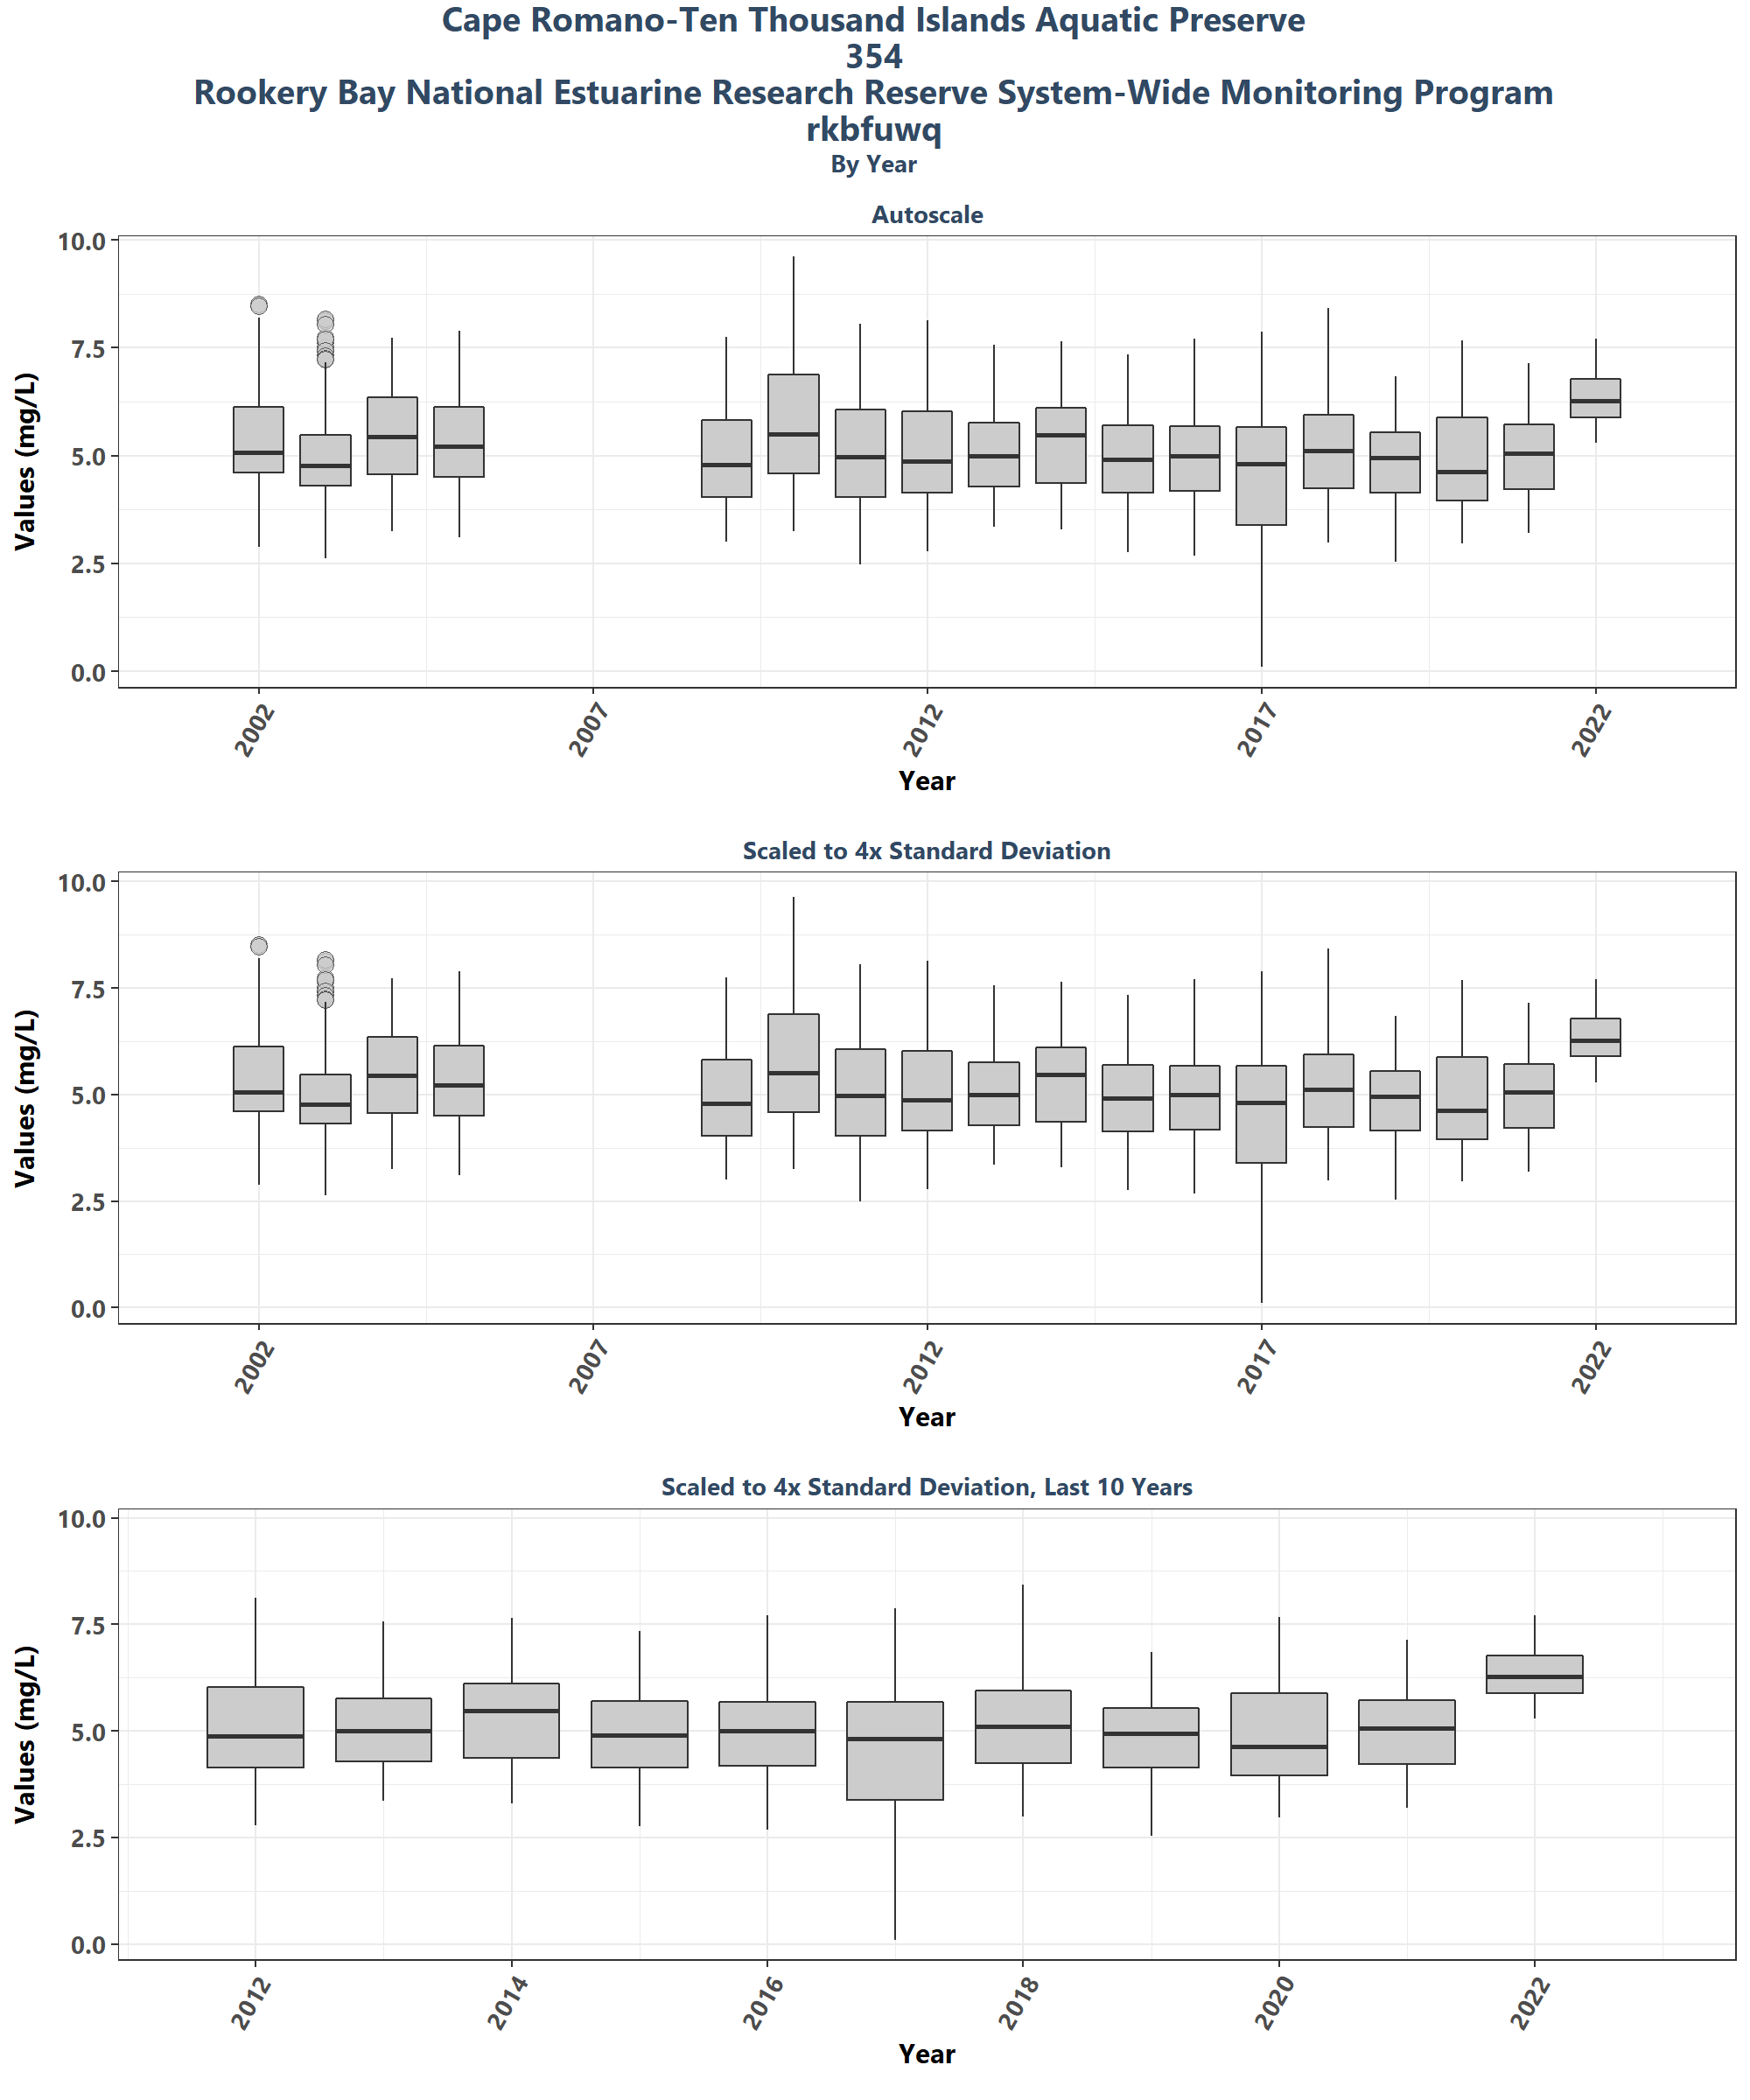 Cape Romano-Ten Thousand Islands Aquatic Preserve
354
Rookery Bay National Estuarine Research Reserve System-Wide Monitoring Program
rkbfuwq
By Year
Autoscale
Values (mg/L)
10.0
7.5
5.0
2.5
0.0
2002 2007 2012 2017 2022
Year
Scaled to 4x Standard Deviation
Values (mg/L)
10.0
7.5
5.0
2.5
0.0
2002 2007 2012 2017 2022
Year
Scaled to 4x Standard Deviation, Last 10 Years
Values (mg/L)
10.0
7.5
5.0
2.5
0.0
2012 2014 2016 2018 2020 2022
Year